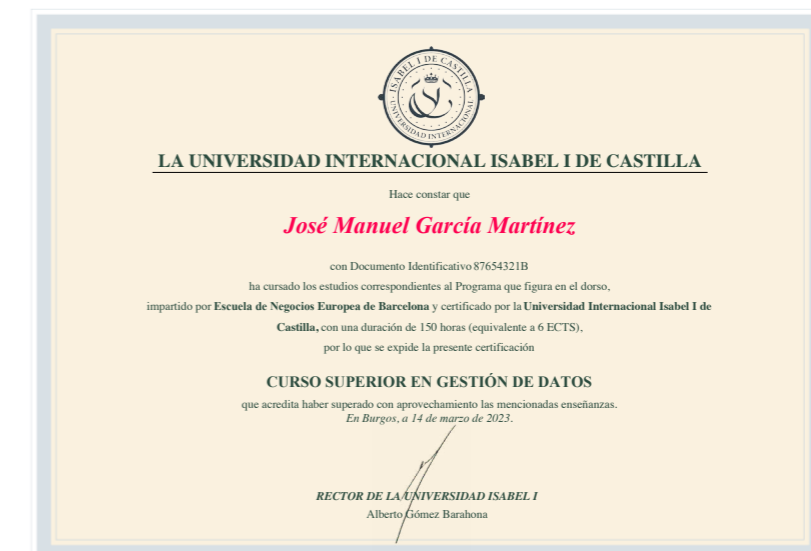 ISABEL I DE CASTILLA
UNIVERSIDAD INTERNACIONAL
LA UNIVERSIDAD INTERNACIONAL ISABEL I DE CASTILLA
Hace constar que
José Manuel García Martínez
con Documento Identificativo 87654321B
ha cursado los estudios correspondientes al Programa que figura en el dorso,
impartido por Escuela de Negocios Europea de Barcelona y certificado por la Universidad Internacional Isabel I de
Castilla, con una duración de 150 horas (equivalente a 6 ECTS),
por lo que se expide la presente certificación
CURSO SUPERIOR EN GESTIÓN DE DATOS
que acredita haber superado con aprovechamiento las mencionadas enseñanzas.
En Burgos, a 14 de marzo de 2023.
RECTOR DE LA UNIVERSIDAD ISABEL I
Alberto Gómez Barahona